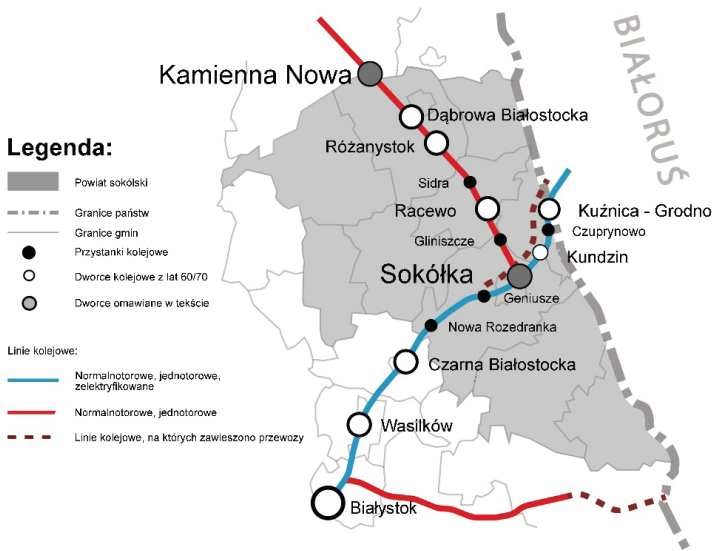 BIAŁORUŚ
Kamienna Nowa
Dąbrowa Białostocka
Różanystok
Sidra
Racewo
Gliniszcze
Kuźnica - Grodno
Czuprynowo
Kundzin
Sokółka
Geniusze
Nowa Rozedranka
Czarna Białostocka
Wasilków
Białystok
Legenda:
Powiat sokólski
Granice państw
Granice gmin
Przystanki kolejowe
Dworce kolejowe z lat 60/70
Dworce omawiane w tekście
Linie kolejowe:
Normalnotorowe, jednotorowe,
zelektryfikowane
Normalnotorowe, jednotorowe
Linie kolejowe, na których zawieszono przewozy